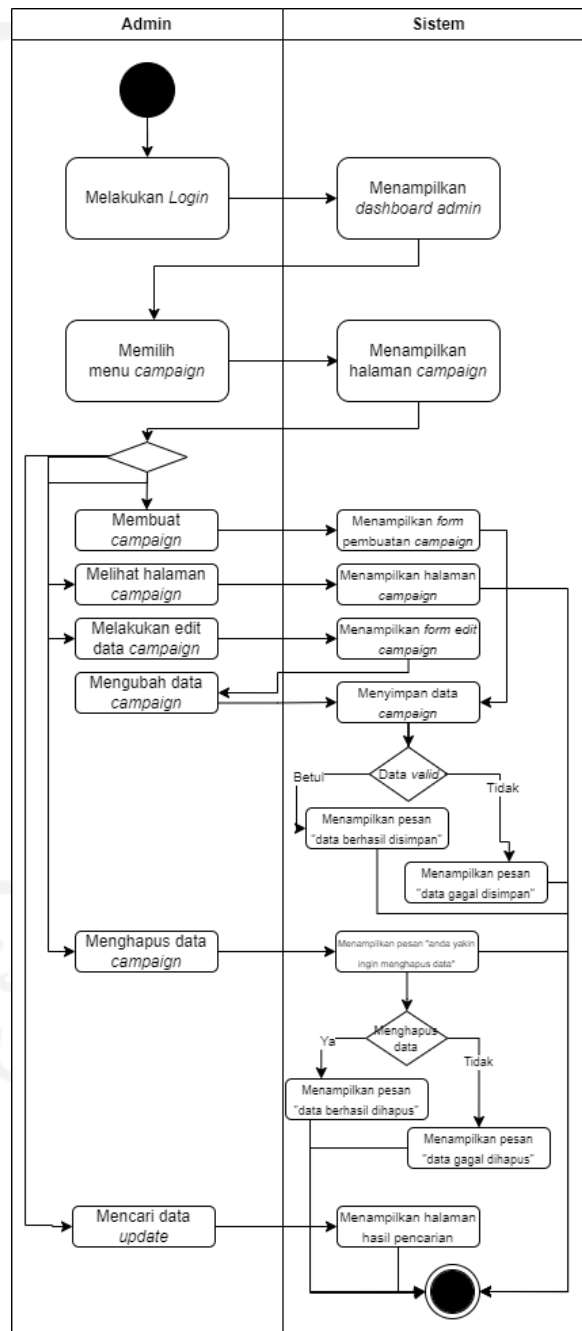 Admin
Sistem
Melakukan Login
Menampilkan
dashboard admin
Memilih
menu campaign
Menampilkan
halaman campaign
Membuat
campaign
Menampilkan form
pembuatan campaign
Melihat halaman
campaign
Menampilkan halaman
campaign
Melakukan edit
data campaign
Menampilkan form edit
campaign
Mengubah data
campaign
Menyimpan data
campaign
Data valid
Betul
Tidak
Menampilkan pesan
"data berhasil disimpan"
Menampilkan pesan
"data gagal disimpan"
Menghapus data
campaign
Menampilkan pesan "anda yakin
ingin menghapus data"
Menghapus
data
Ya
Tidak
Menampilkan pesan
"data berhasil dihapus"
Menampilkan pesan
"data gagal dihapus"
Mencari data
update
Menampilkan halaman
hasil pencarian